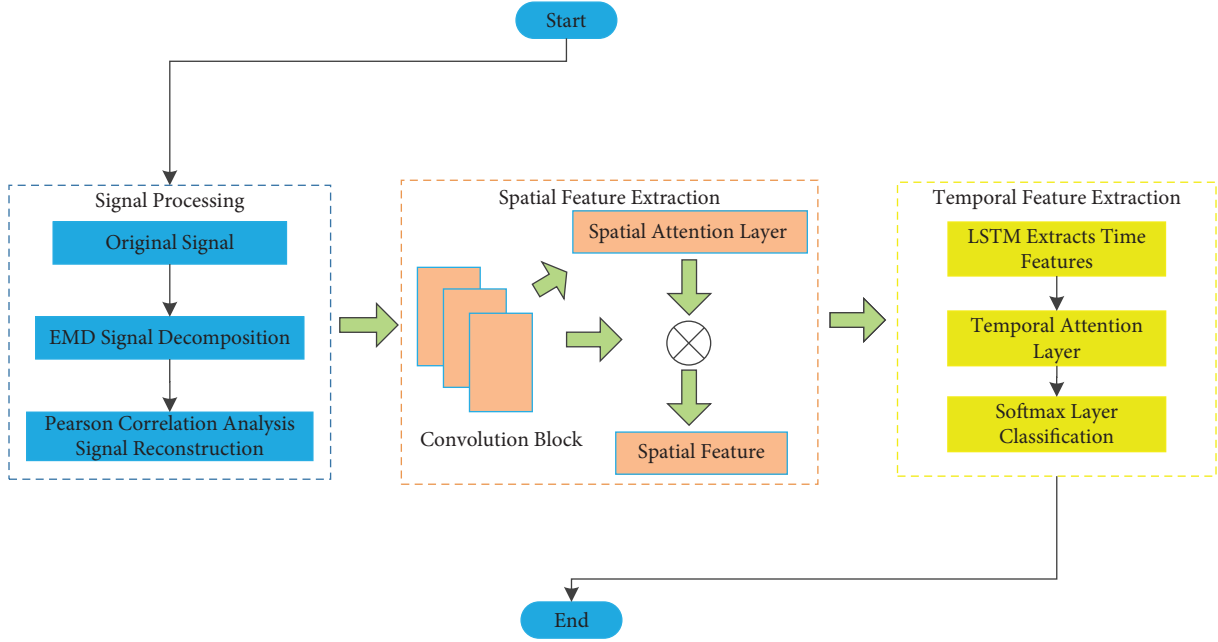 Start
Signal Processing
Original Signal
EMD Signal Decomposition
Pearson Correlation Analysis
Signal Reconstruction
Spatial Feature Extraction
Spatial Attention Layer
Convolution Block
Spatial Feature
Temporal Feature Extraction
LSTM Extracts Time
Features
Temporal Attention
Layer
Softmax Layer
Classification
End